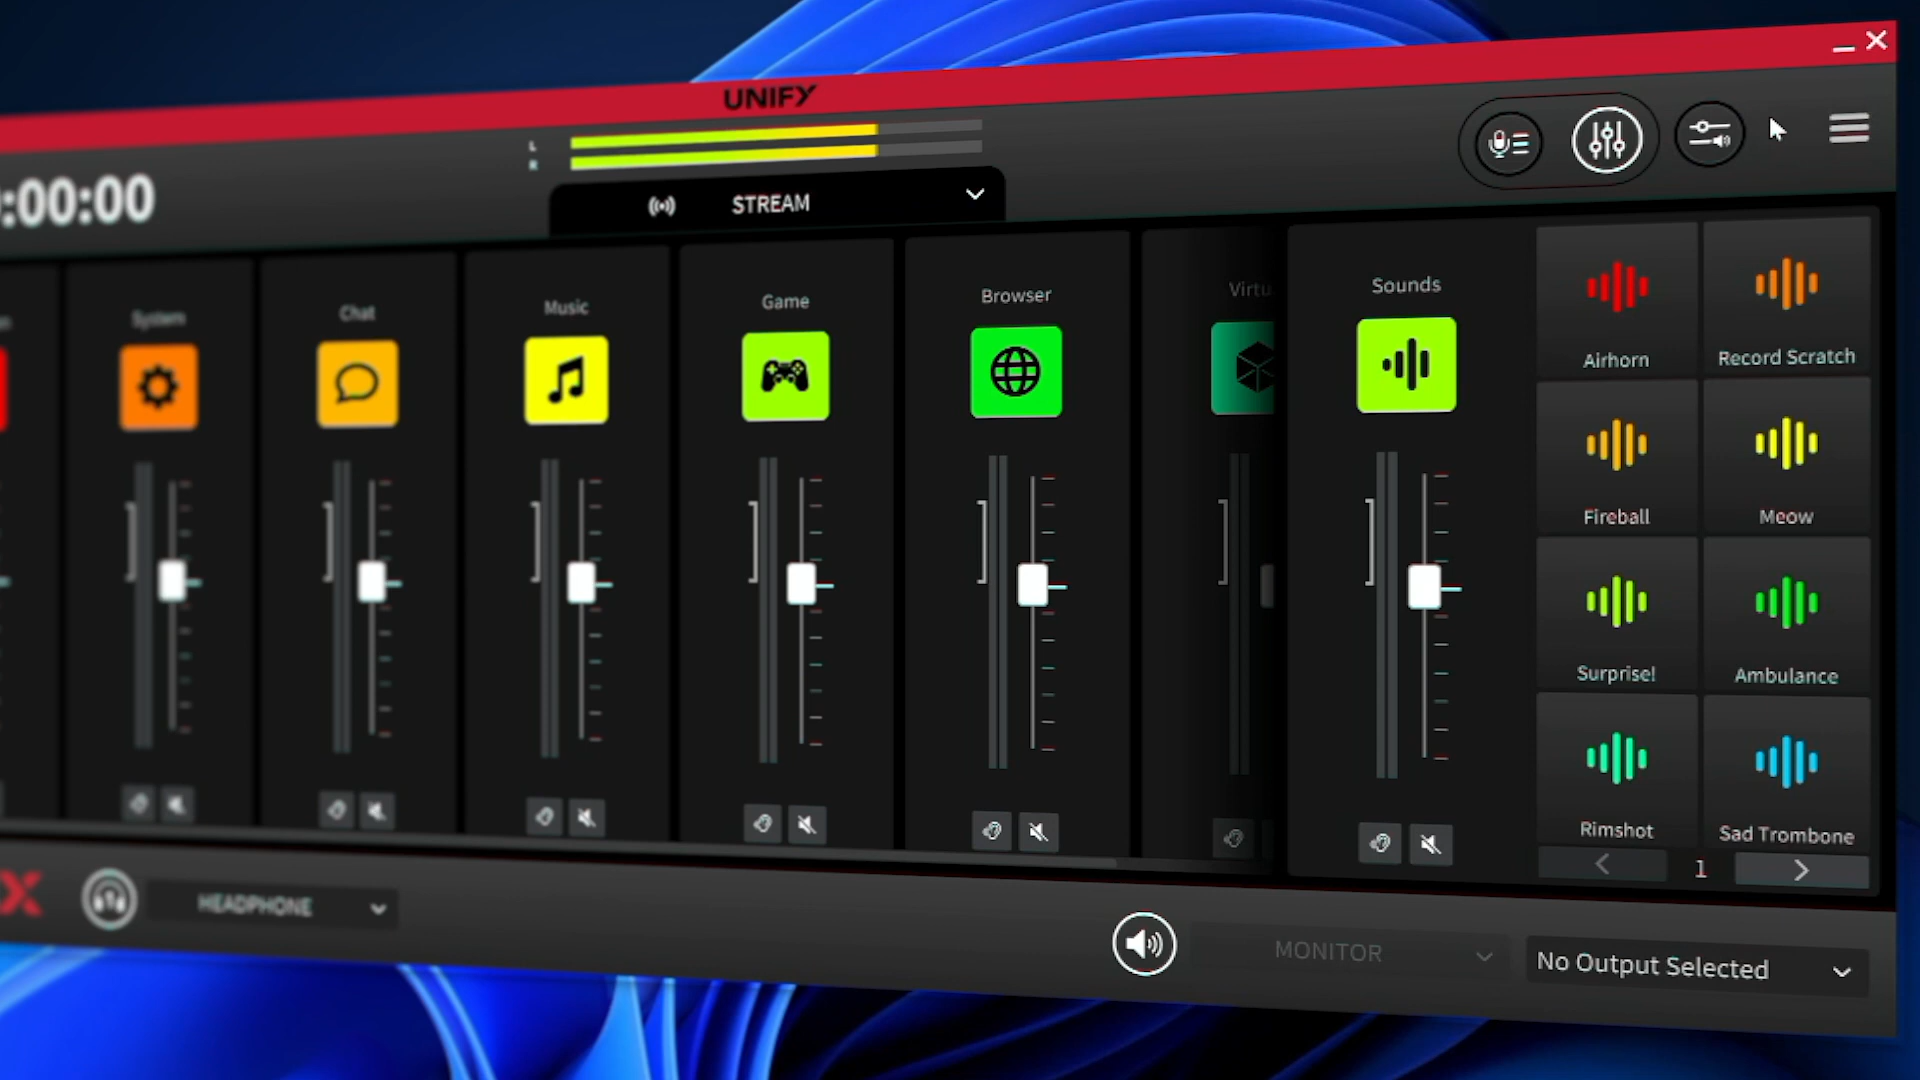 UNIFY
:00:00
L
R
STREAM
System
Chat
Music
Game
Browser
Virtu
Sounds
Airhorn
Record Scratch
Fireball
Meow
Surprise!
Ambulance
Rimshot
Sad Trombone
1
X
HEADPHONE
MONITOR
No Output Selected